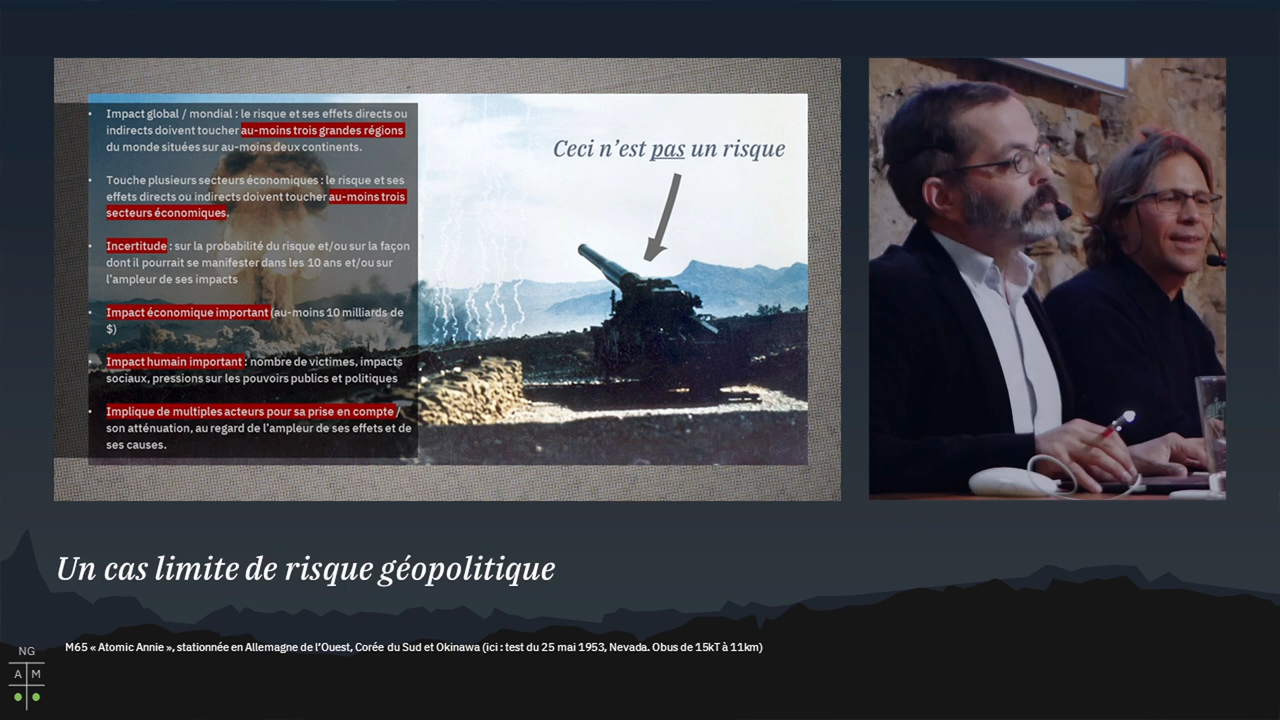 • Impact global / mondial : le risque et ses effets directs ou
indirects doivent toucher au-moins trois grandes régions
du monde situées sur au-moins deux continents.
• Touche plusieurs secteurs économiques : le risque et ses
effets directs ou indirects doivent toucher au-moins trois
secteurs économiques.
• Incertitude : sur la probabilité du risque et/ou sur la façon
dont il pourrait se manifester dans les 10 ans et/ou sur
l’ampleur de ses impacts
• Impact économique important (au-moins 10 milliards de
$)
• Impact humain important : nombre de victimes, impacts
sociaux, pressions sur les pouvoirs publics et politiques
• Implique de multiples acteurs pour sa prise en compte /
son atténuation, au regard de l’ampleur de ses effets et de
ses causes.
Ceci n’est pas un risque
Un cas limite de risque géopolitique
M65 « Atomic Annie », stationnée en Allemagne de l’Ouest, Corée du Sud et Okinawa (ici : test du 25 mai 1953, Nevada. Obus de 15kT à 11km)
NG
A M